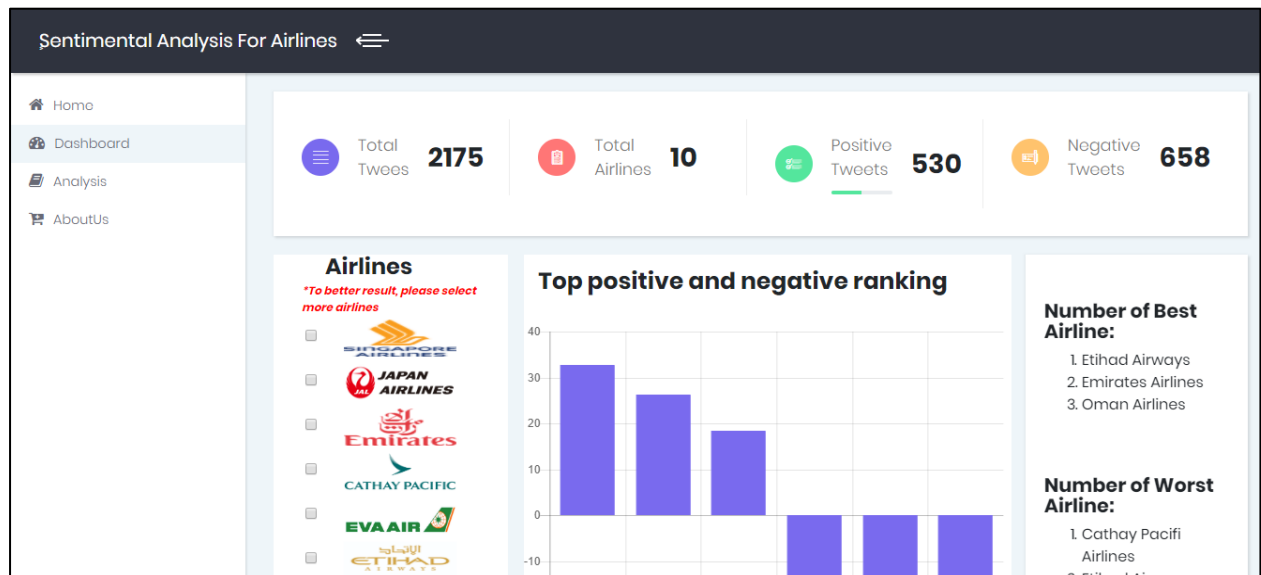 Sentimental Analysis For Airlines
Home
Dashboard
Analysis
AboutUs
Total
Twees
2175
Total
Airlines
10
Positive
Tweets
530
Negative
Tweets
658
Airlines
*To better result, please select
more airlines
SINGAPORE
AIRLINES
JAL
JAPAN
AIRLINES
Emirates
CATHAY PACIFIC
EVA AIR
الإتحاد
ETIHAD
AIRWAYS
Top positive and negative ranking
40
30
20
10
0
-10
Number of Best
Airline:
1. Etihad Airways
2. Emirates Airlines
3. Oman Airlines
Number of Worst
Airline:
1. Cathay Pacifi
Airlines